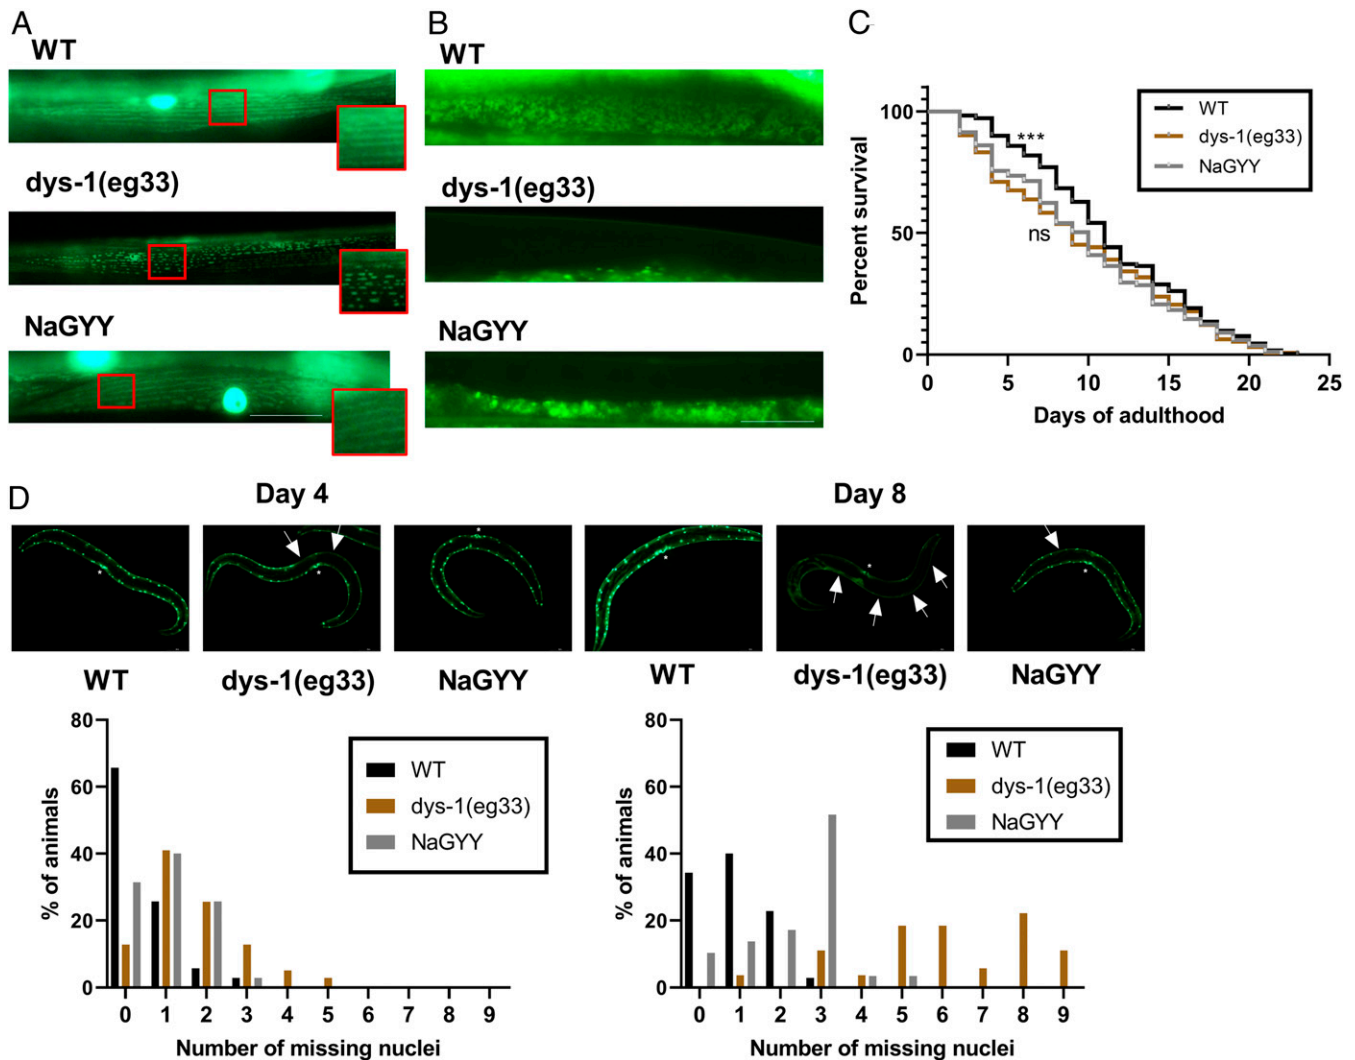 A
WT
dys-1(eg33)
NaGYY
B
WT
dys-1(eg33)
NaGYY
C
Percent survival
100
50
0
***
ns
WT
dys-1(eg33)
NaGYY
0 5 10 15 20 25
Days of adulthood
D
Day 4
Day 8
* * * * * *
WT
dys-1(eg33)
NaGYY
WT
dys-1(eg33)
NaGYY
% of animals
80
60
40
20
0
WT
dys-1(eg33)
NaGYY
0 1 2 3 4 5 6 7 8 9
Number of missing nuclei
% of animals
80
60
40
20
0
WT
dys-1(eg33)
NaGYY
0 1 2 3 4 5 6 7 8 9
Number of missing nuclei